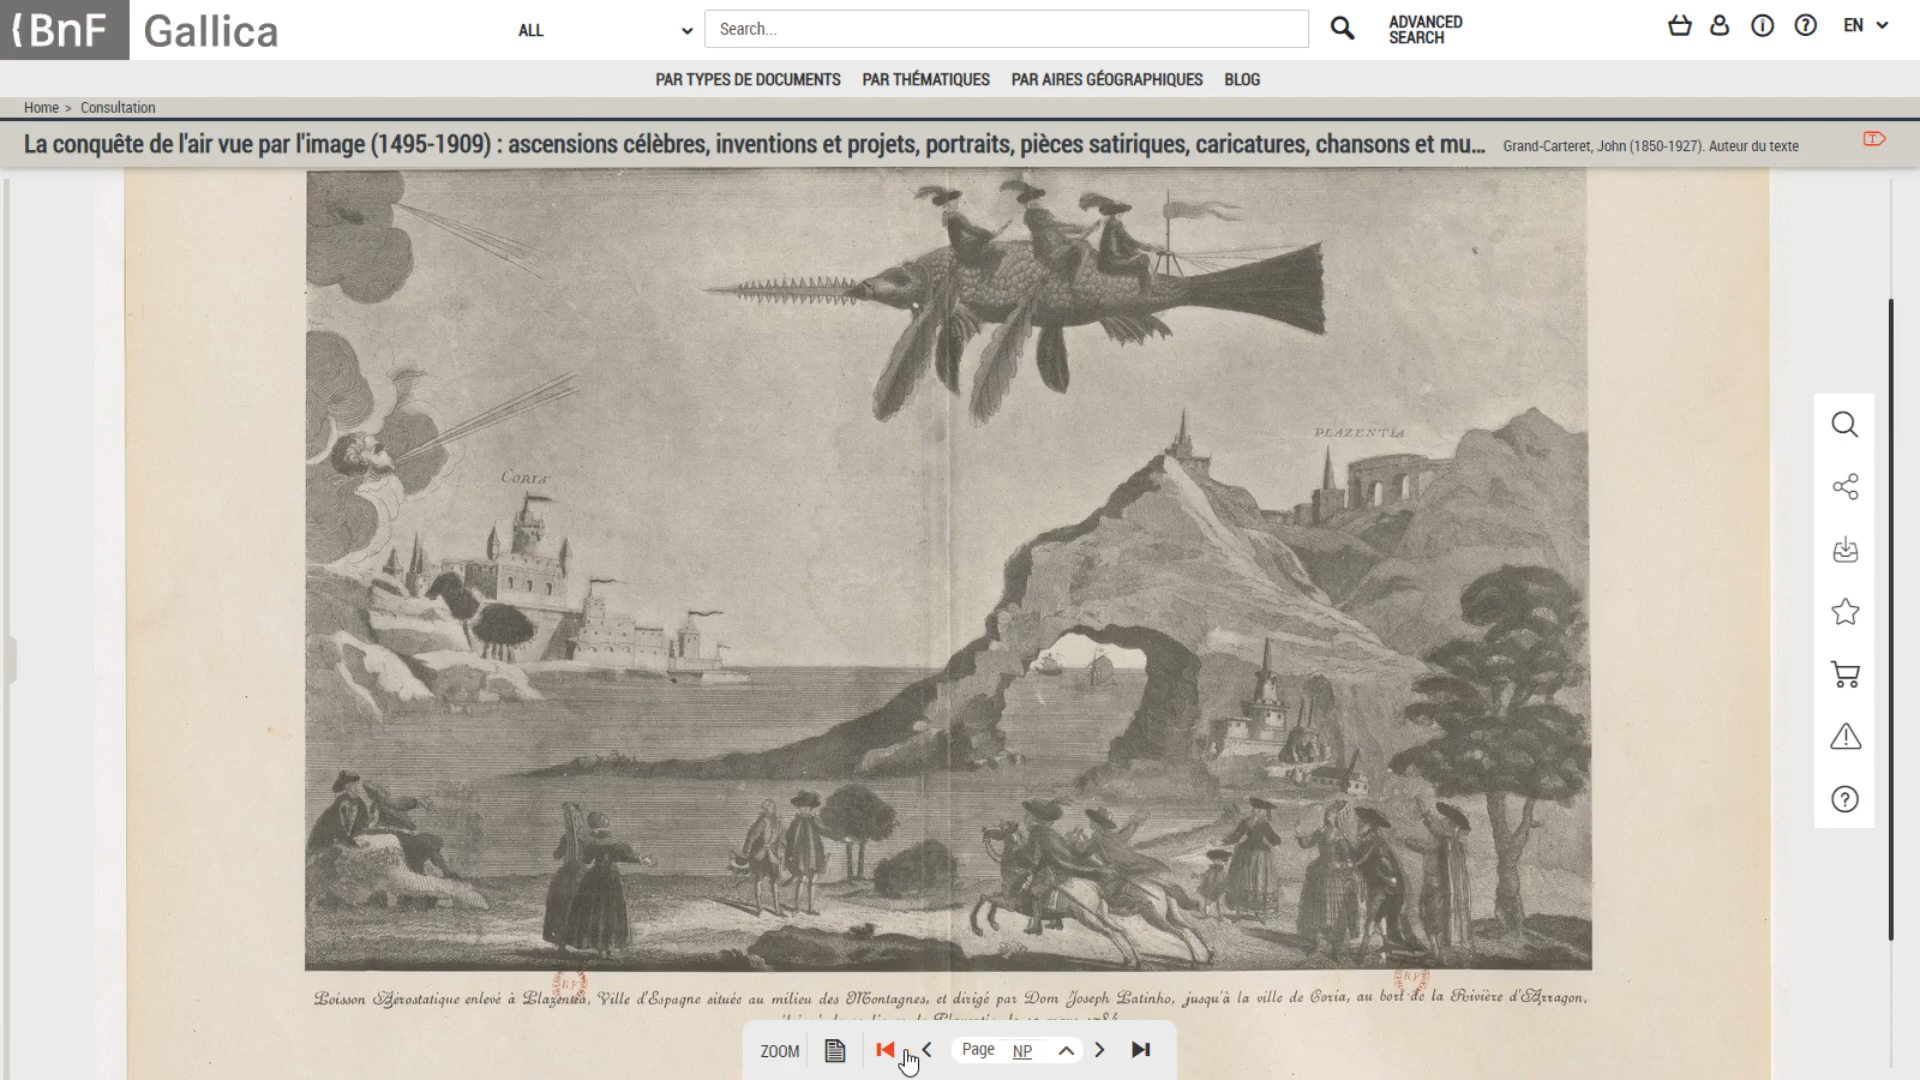 BnF Gallica
ALL
Search...
ADVANCED
SEARCH
EN
PAR TYPES DE DOCUMENTS PAR THÉMATIQUES PAR AIRES GÉOGRAPHIQUES BLOG
Home > Consultation
La conquête de l'air vue par l'image (1495-1909) : ascensions célèbres, inventions et projets, portraits, pièces satiriques, caricatures, chansons et mu... Grand-Carteret, John (1850-1927). Auteur du texte
T
PLAZENTIA
CORIA
R.F.
R.F.
Poisson Aérostatique enlevé à Plazentia, Ville d'Espagne située au milieu des Montagnes, et dirigé par Dom Joseph Patinho, jusqu'à la ville de Coria, au bort de la Rivière d'Arragon,
ZOOM Page NP